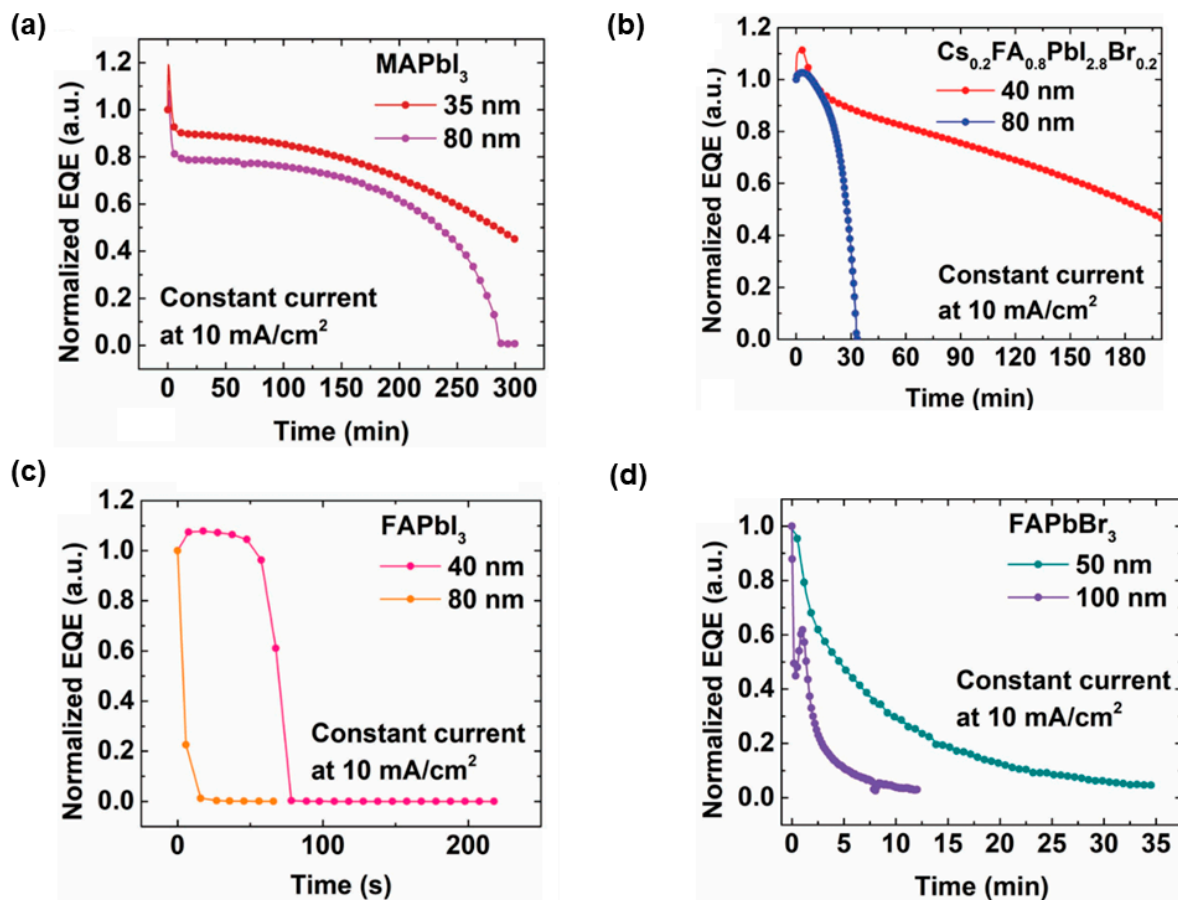 (a)
MAPbI₃
35 nm
80 nm
Constant current
at 10 mA/cm²
Normalized EQE (a.u.)
1.2
1.0
0.8
0.6
0.4
0.2
0.0
0 50 100 150 200 250 300
Time (min)
(b)
Cs₀.₂FA₀.₈PbI₂.₈Br₀.₂
40 nm
80 nm
Constant current
at 10 mA/cm²
Normalized EQE (a.u.)
1.2
1.0
0.8
0.6
0.4
0.2
0.0
0 30 60 90 120 150 180
Time (min)
(c)
FAPbI₃
40 nm
80 nm
Constant current
at 10 mA/cm²
Normalized EQE (a.u.)
1.2
1.0
0.8
0.6
0.4
0.2
0.0
0 100 200
Time (s)
(d)
FAPbBr₃
50 nm
100 nm
Constant current
at 10 mA/cm²
Normalized EQE (a.u.)
1.0
0.8
0.6
0.4
0.2
0.0
0 5 10 15 20 25 30 35
Time (min)